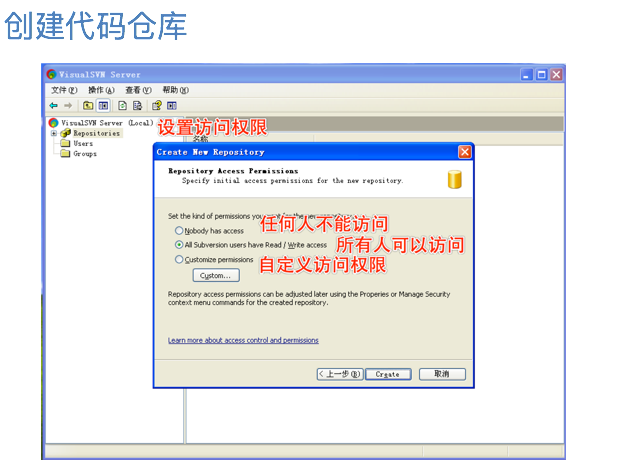 创建代码仓库
VisualSVN Server
文件(F) 操作(A) 查看(V) 帮助(H)
VisualSVN Server (Local)
Repositories
Users
Groups
设置访问权限
名称
Create New Repository
Repository Access Permissions
Specify initial access permissions for the new repository.
Set the kind of permissions you
任何人不能访问
Nobody has access
All Subversion users have Read / Write access
所有人可以访问
Customize permissions
自定义访问权限
Custom...
Repository access permissions can be adjusted later using the Properies or Manage Security
context menu commands for the created repository.
Learn more about access control and permissions
< 上一步(B) Create 取消